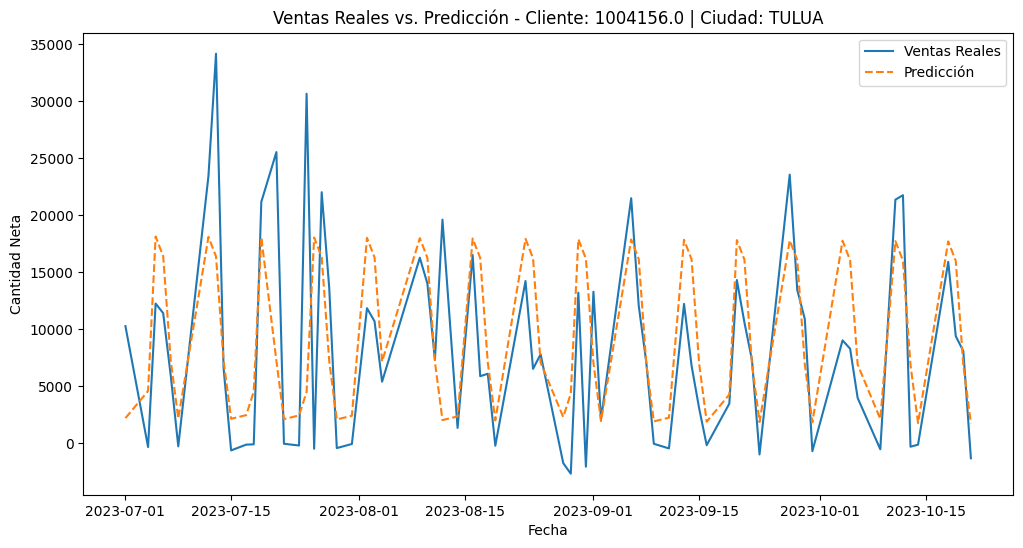 Ventas Reales vs. Predicción - Cliente: 1004156.0 | Ciudad: TULUA
Ventas Reales
Predicción
Cantidad Neta
35000
30000
25000
20000
15000
10000
5000
0
2023-07-01 2023-07-15 2023-08-01 2023-08-15 2023-09-01 2023-09-15 2023-10-01 2023-10-15
Fecha